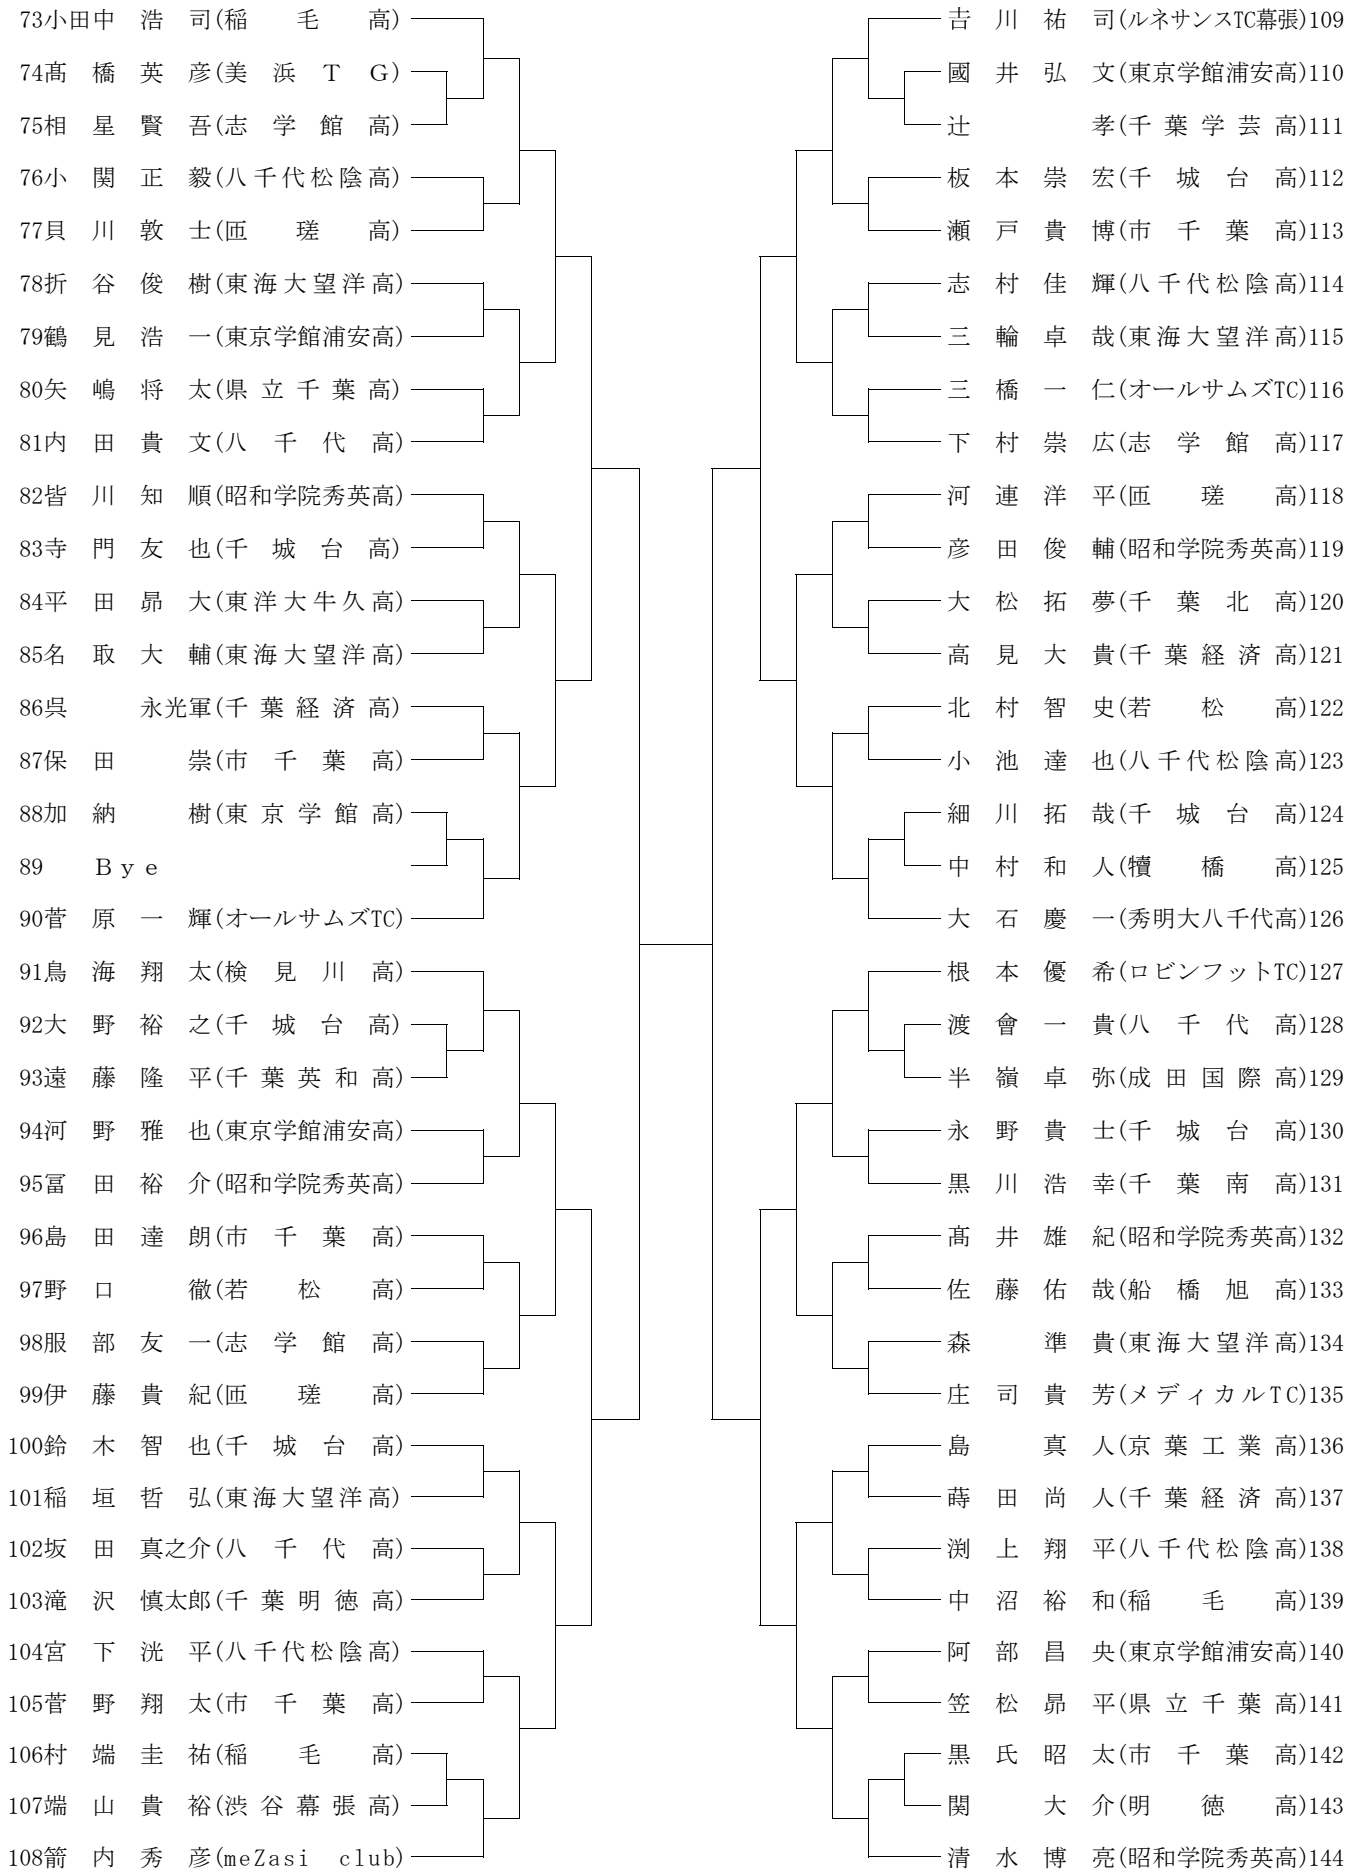 73小田中 浩 司(稲 毛 高)
74髙 橋 英 彦(美 浜 T G)
75相 星 賢 吾(志 学 館 高)
76小 関 正 毅(八千代松陰高)
77貝 川 敦 士(匝 瑳 高)
78折 谷 俊 樹(東海大望洋高)
79鶴 見 浩 一(東京学館浦安高)
80矢 嶋 将 太(県 立 千 葉 高)
81内 田 貴 文(八 千 代 高)
82皆 川 知 順(昭和学院秀英高)
83寺 門 友 也(千 城 台 高)
84平 田 昴 大(東洋大牛久高)
85名 取 大 輔(東海大望洋高)
86呉 永光軍(千 葉 経 済 高)
87保 田 崇(市 千 葉 高)
88加 納 樹(東 京 学 館 高)
89 Bye
90菅 原 一 輝(オールサムズTC)
91鳥 海 翔 太(検 見 川 高)
92大 野 裕 之(千 城 台 高)
93遠 藤 隆 平(千 葉 英 和 高)
94河 野 雅 也(東京学館浦安高)
95冨 田 裕 介(昭和学院秀英高)
96島 田 達 朗(市 千 葉 高)
97野 口 徹(若 松 高)
98服 部 友 一(志 学 館 高)
99伊 藤 貴 紀(匝 瑳 高)
100鈴 木 智 也(千 城 台 高)
101稲 垣 哲 弘(東海大望洋高)
102坂 田 真之介(八 千 代 高)
103滝 沢 慎太郎(千 葉 明 徳 高)
104宮 下 洸 平(八千代松陰高)
105菅 野 翔 太(市 千 葉 高)
106村 端 圭 祐(稲 毛 高)
107端 山 貴 裕(渋 谷 幕 張 高)
108箭 内 秀 彦(meZasi club)
吉 川 祐 司(ルネサンスTC幕張)109
國 井 弘 文(東京学館浦安高)110
辻 孝(千 葉 学 芸 高)111
板 本 崇 宏(千 城 台 高)112
瀬 戸 貴 博(市 千 葉 高)113
志 村 佳 輝(八千代松陰高)114
三 輪 卓 哉(東海大望洋高)115
三 橋 一 仁(オールサムズTC)116
下 村 崇 広(志 学 館 高)117
河 連 洋 平(匝 瑳 高)118
彦 田 俊 輔(昭和学院秀英高)119
大 松 拓 夢(千 葉 北 高)120
高 見 大 貴(千 葉 経 済 高)121
北 村 智 史(若 松 高)122
小 池 達 也(八千代松陰高)123
細 川 拓 哉(千 城 台 高)124
中 村 和 人(犢 橋 高)125
大 石 慶 一(秀明大八千代高)126
根 本 優 希(ロビンフットTC)127
渡 會 一 貴(八 千 代 高)128
半 嶺 卓 弥(成 田 国 際 高)129
永 野 貴 士(千 城 台 高)130
黒 川 浩 幸(千 葉 南 高)131
髙 井 雄 紀(昭和学院秀英高)132
佐 藤 佑 哉(船 橋 旭 高)133
森 準 貴(東海大望洋高)134
庄 司 貴 芳(メディカルTC)135
島 真 人(京 葉 工 業 高)136
蒔 田 尚 人(千 葉 経 済 高)137
渕 上 翔 平(八千代松陰高)138
中 沼 裕 和(稲 毛 高)139
阿 部 昌 央(東京学館浦安高)140
笠 松 昴 平(県 立 千 葉 高)141
黒 氏 昭 太(市 千 葉 高)142
関 大 介(明 徳 高)143
清 水 博 亮(昭和学院秀英高)144